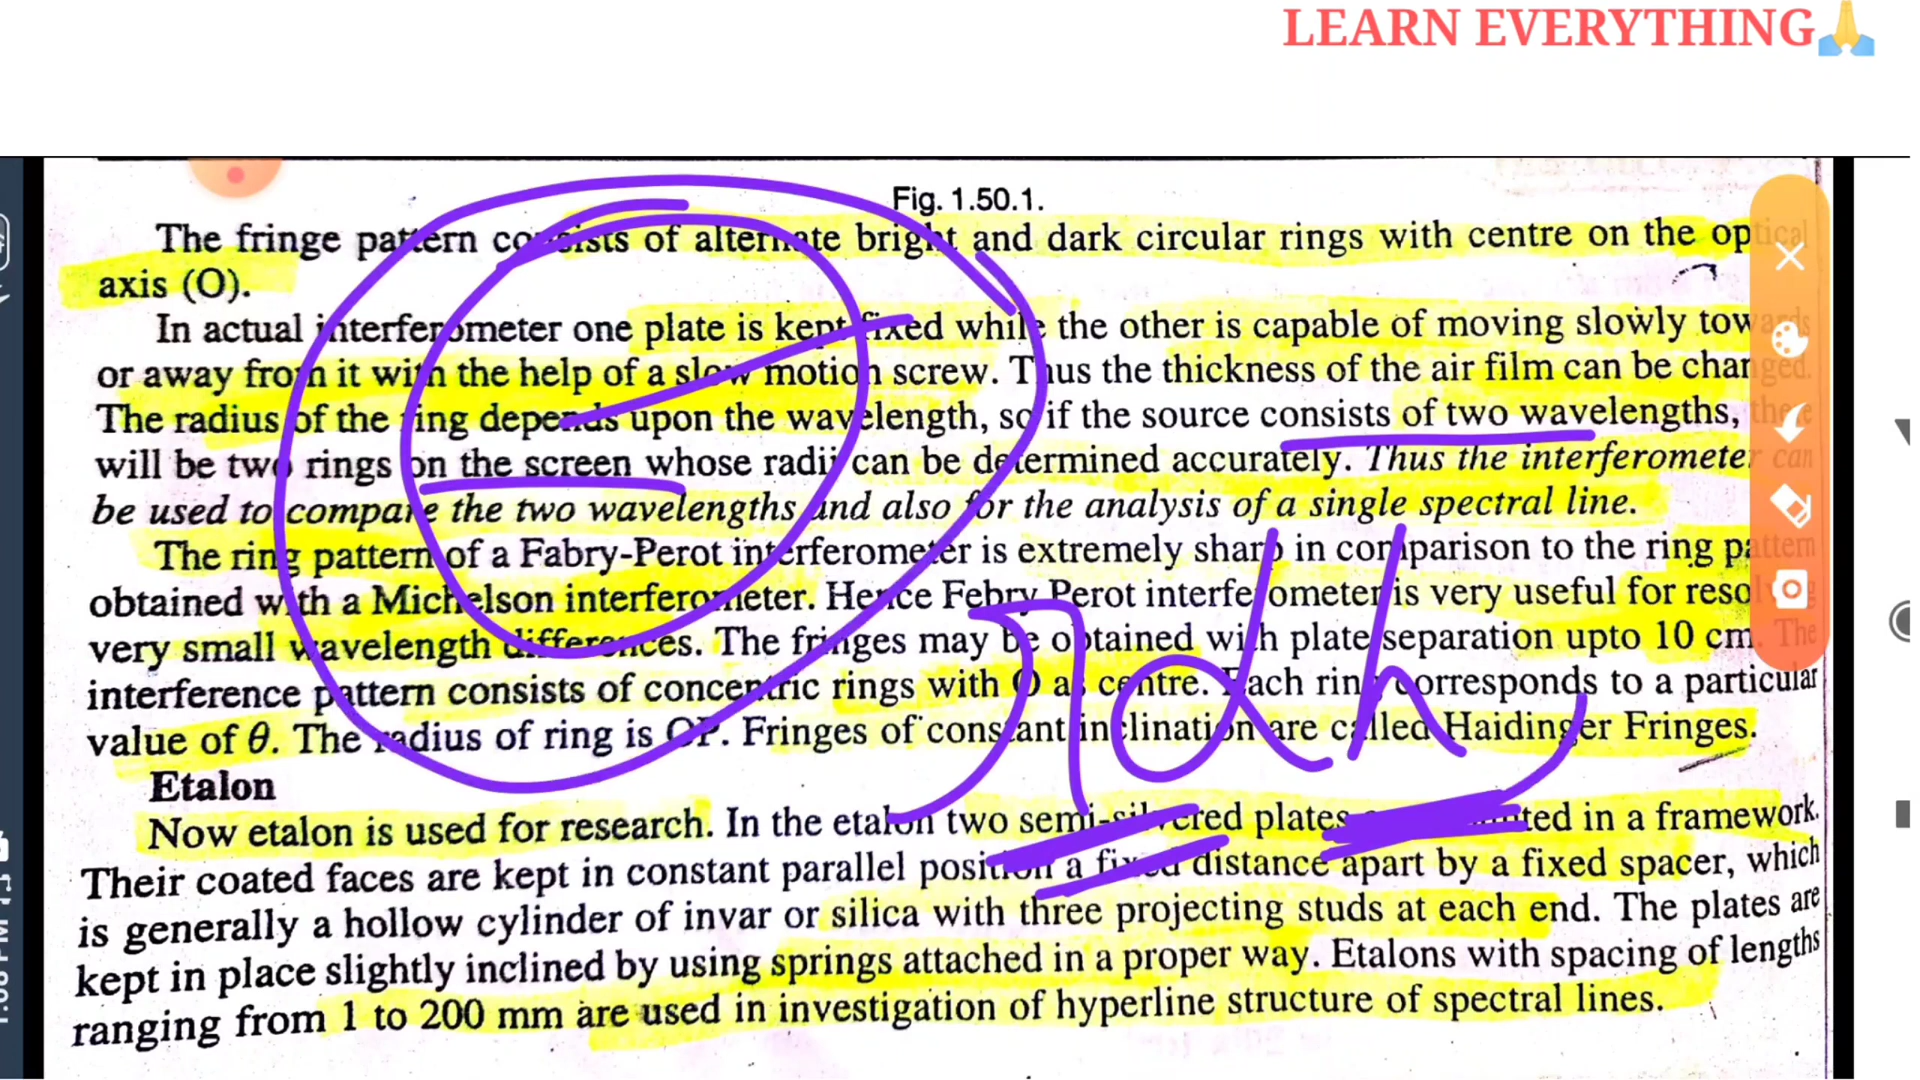 LEARN EVERYTHING🙏
Fig. 1.50.1.
The fringe pattern consists of alternate bright and dark circular rings with centre on the optical
axis (O).
In actual interferometer one plate is kept fixed while the other is capable of moving slowly towards
or away from it with the help of a slow motion screw. Thus the thickness of the air film can be changed.
The radius of the ring depends upon the wavelength, so if the source consists of two wavelengths, there
will be two rings on the screen whose radii can be determined accurately. Thus the interferometer can
be used to compare the two wavelengths and also for the analysis of a single spectral line.
The ring pattern of a Fabry-Perot interferometer is extremely sharp in comparison to the ring pattern
obtained with a Michelson interferometer. Hence Febry Perot interferometer is very useful for
very small wavelength differences. The fringes may be obtained with plate separation upto 10 cm. The
interference pattern consists of concentric rings with O as centre. Each ring corresponds to a particular
value of θ. The radius of ring is OP. Fringes of constant inclination are called Haidinger Fringes.
Etalon
Now etalon is used for research. In the etalon two semi-silvered plates in a framework.
Their coated faces are kept in constant parallel position a fixed distance apart by a fixed spacer, which
is generally a hollow cylinder of invar or silica with three projecting studs at each end. The plates are
kept in place slightly inclined by using springs attached in a proper way. Etalons with spacing of lengths
ranging from 1 to 200 mm are used in investigation of hyperline structure of spectral lines.